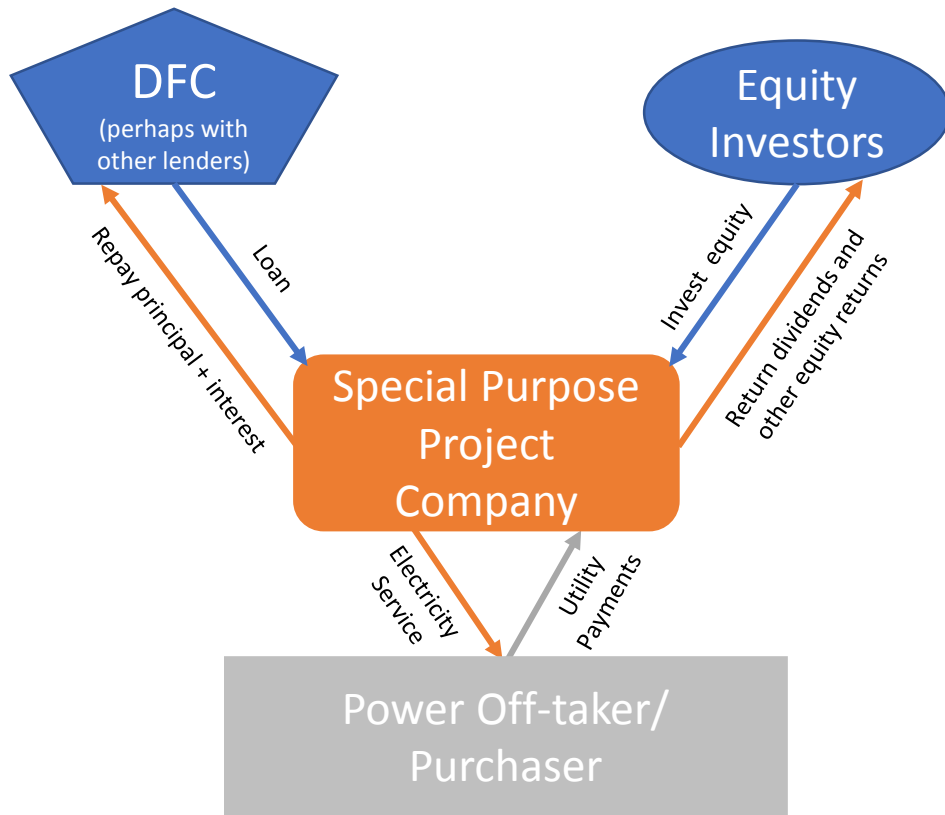 DFC
(perhaps with
other lenders)
Equity
Investors
Repay principal + interest
Loan
Invest equity
Return dividends and
other equity returns
Special Purpose
Project
Company
Electricity
Service
Utility
Payments
Power Off-taker/
Purchaser